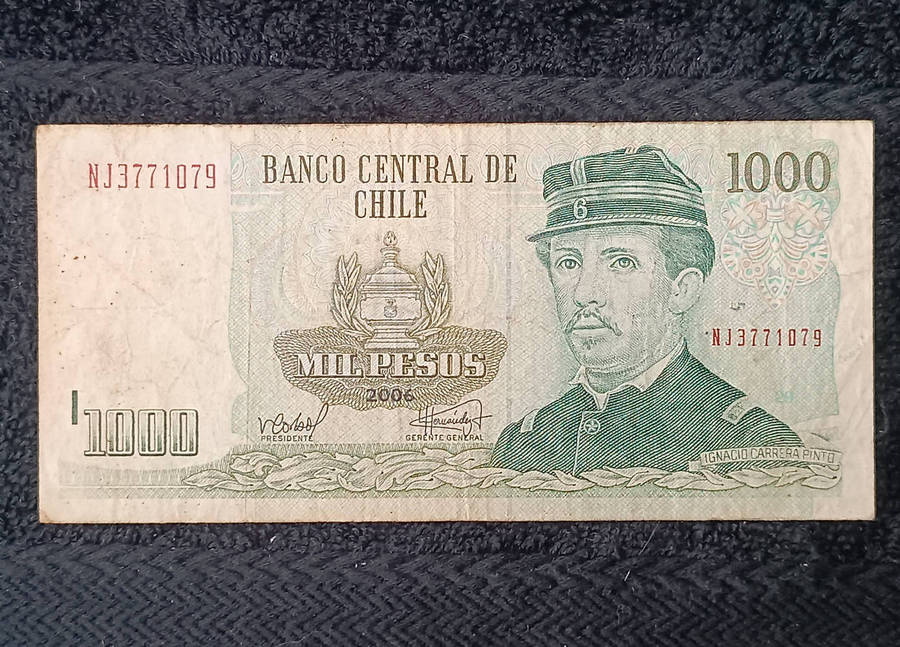 NJ3771079
BANCO CENTRAL DE
CHILE
1000
6
MIL PESOS
2006
NJ3771079
PRESIDENTE
GERENTE GENERAL
1000
IGNACIO CARRERA PINTO